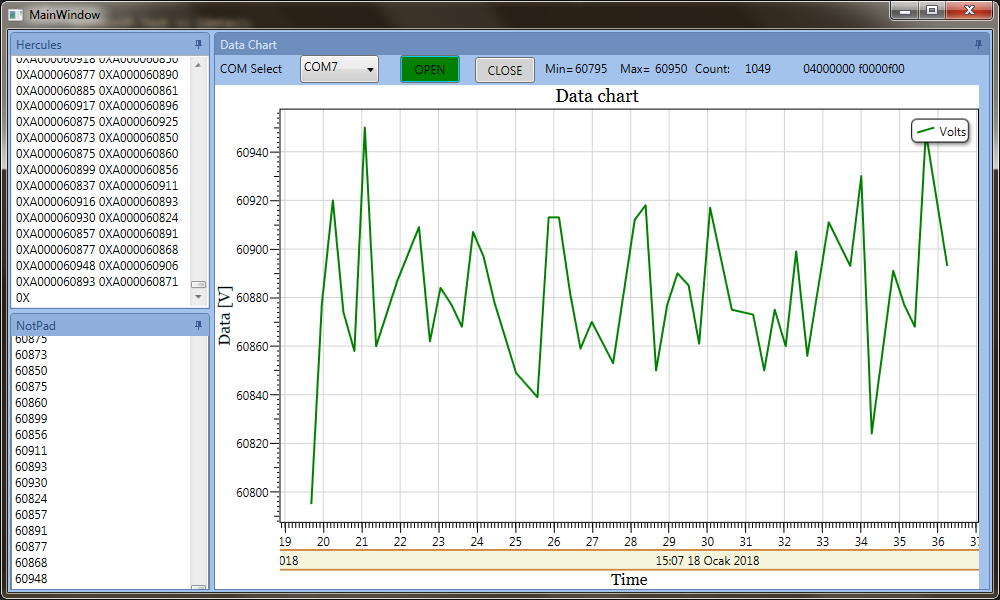 MainWindow
Hercules
0XA000060918 0XA000060850
0XA000060877 0XA000060890
0XA000060885 0XA000060861
0XA000060917 0XA000060896
0XA000060875 0XA000060925
0XA000060873 0XA000060850
0XA000060875 0XA000060860
0XA000060899 0XA000060856
0XA000060837 0XA000060911
0XA000060916 0XA000060893
0XA000060930 0XA000060824
0XA000060857 0XA000060891
0XA000060877 0XA000060868
0XA000060948 0XA000060906
0XA000060893 0XA000060871
0X
NotPad
60875
60873
60850
60875
60860
60899
60856
60911
60893
60930
60824
60857
60891
60877
60868
60948
Data Chart
COM Select COM7 OPEN CLOSE Min= 60795 Max= 60950 Count: 1049 04000000 f0000f00
Data chart
Volts
Data [V]
60940
60920
60900
60880
60860
60840
60820
60800
19 20 21 22 23 24 25 26 27 28 29 30 31 32 33 34 35 36 37
018 15:07 18 Ocak 2018
Time